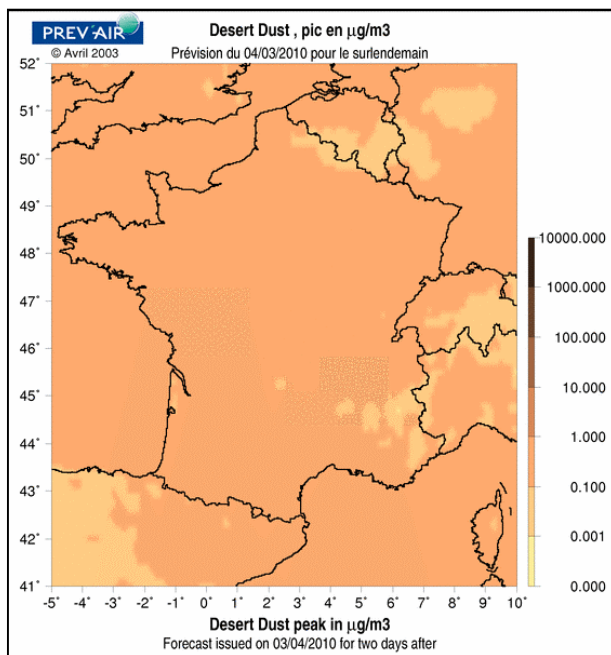 PREV'AIR
Desert Dust , pic en µg/m3
© Avril 2003
Prévision du 04/03/2010 pour le surlendemain
52°
51°
50°
49°
48°
47°
46°
45°
44°
43°
42°
41°
-5° -4° -3° -2° -1° 0° 1° 2° 3° 4° 5° 6° 7° 8° 9° 10°
10000.000
1000.000
100.000
10.000
1.000
0.100
0.001
0.000
Desert Dust peak in µg/m3
Forecast issued on 03/04/2010 for two days after